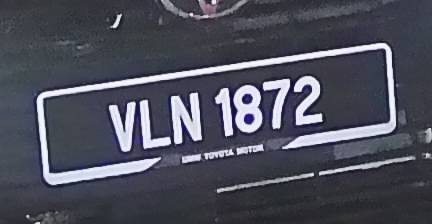 VLN 1872
UMW TOYOTA MOTOR